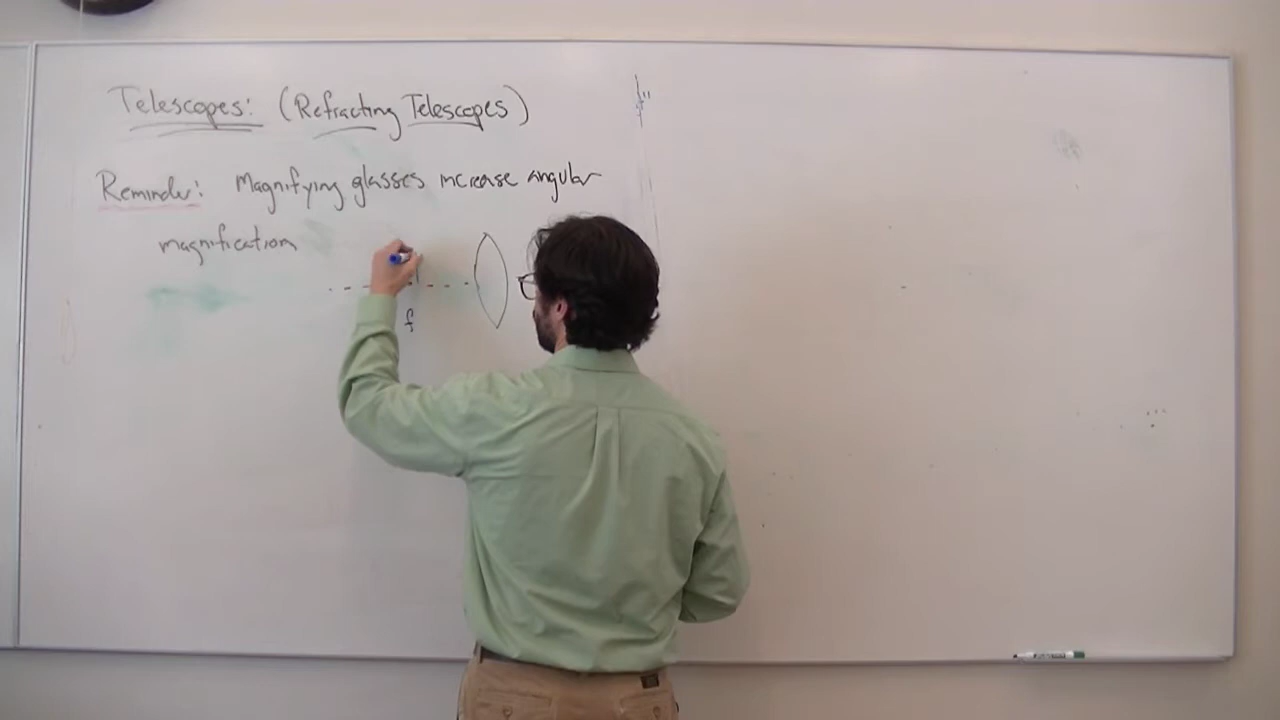 Telescopes: (Refracting Telescopes)
Reminder: Magnifying glasses increase angular
magnification
f